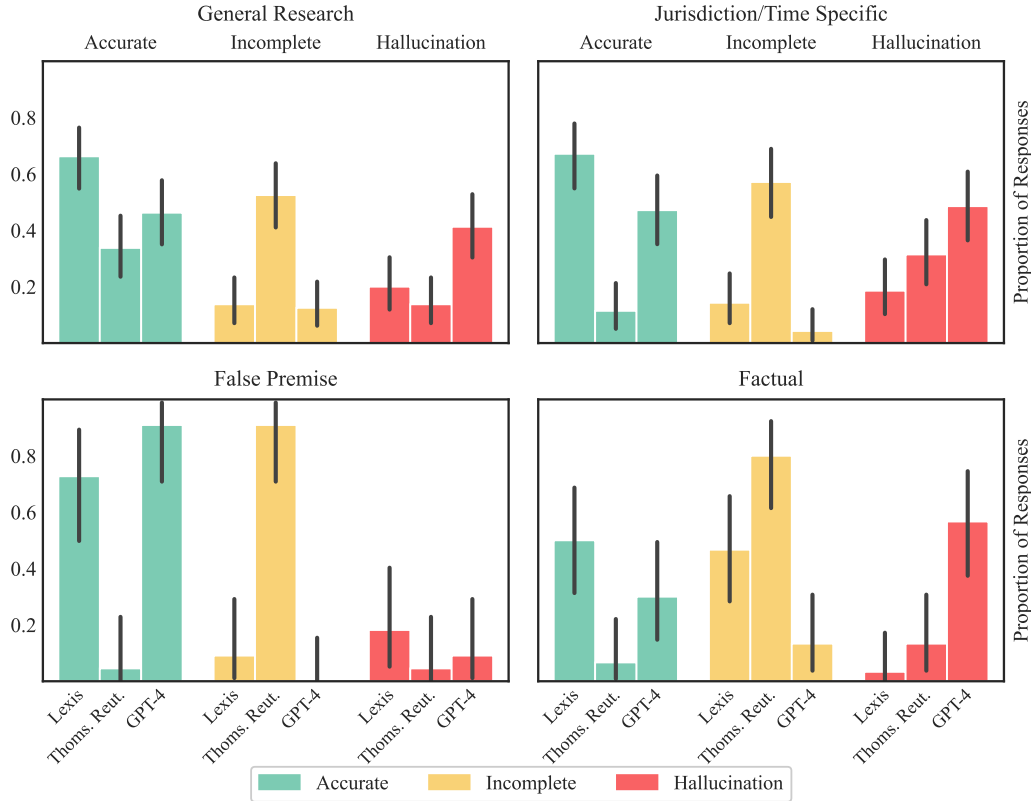 General Research
Jurisdiction/Time Specific
Accurate Incomplete Hallucination
Accurate Incomplete Hallucination
0.8
0.6
0.4
0.2
Proportion of Responses
False Premise
Factual
0.8
0.6
0.4
0.2
Proportion of Responses
Lexis
Thoms. Reut.
GPT-4
Lexis
Thoms. Reut.
GPT-4
Lexis
Thoms. Reut.
GPT-4
Lexis
Thoms. Reut.
GPT-4
Lexis
Thoms. Reut.
GPT-4
Lexis
Thoms. Reut.
GPT-4
Accurate Incomplete Hallucination